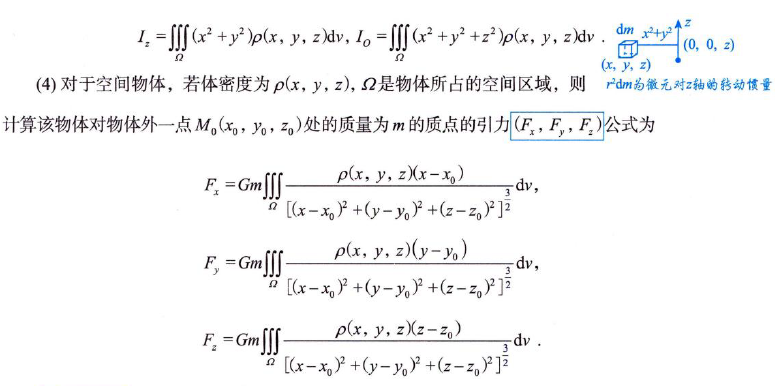 I_z = ∭_Ω (x² + y²)ρ(x, y, z)dv, I_O = ∭_Ω (x² + y² + z²)ρ(x, y, z)dv .
dm x²+y²
(0, 0, z)
(x, y, z)
r²dm为微元对z轴的转动惯量
(4) 对于空间物体，若体密度为 ρ(x, y, z), Ω是物体所占的空间区域，则
计算该物体对物体外一点 M₀(x₀, y₀, z₀)处的质量为 m 的质点的引力(F_x, F_y, F_z)公式为
F_x = Gm∭_Ω ρ(x, y, z)(x − x₀) / [(x − x₀)² + (y − y₀)² + (z − z₀)²]^(3/2) dv,
F_y = Gm∭_Ω ρ(x, y, z)(y − y₀) / [(x − x₀)² + (y − y₀)² + (z − z₀)²]^(3/2) dv,
F_z = Gm∭_Ω ρ(x, y, z)(z − z₀) / [(x − x₀)² + (y − y₀)² + (z − z₀)²]^(3/2) dv .